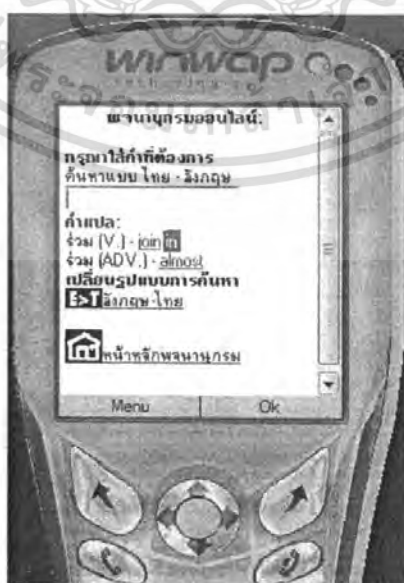 winwap
พจนานุกรมออนไลน์:
กรุณาใส่คำที่ต้องการ
ค้นหาแบบ ไทย - อังกฤษ
คำแปล:
ร่วม (V.) - join in
ร่วม (ADV.) - almost
เปลี่ยนรูปแบบการค้นหา
E>T อังกฤษ-ไทย
หน้าหลักพจนานุกรม
Menu Ok